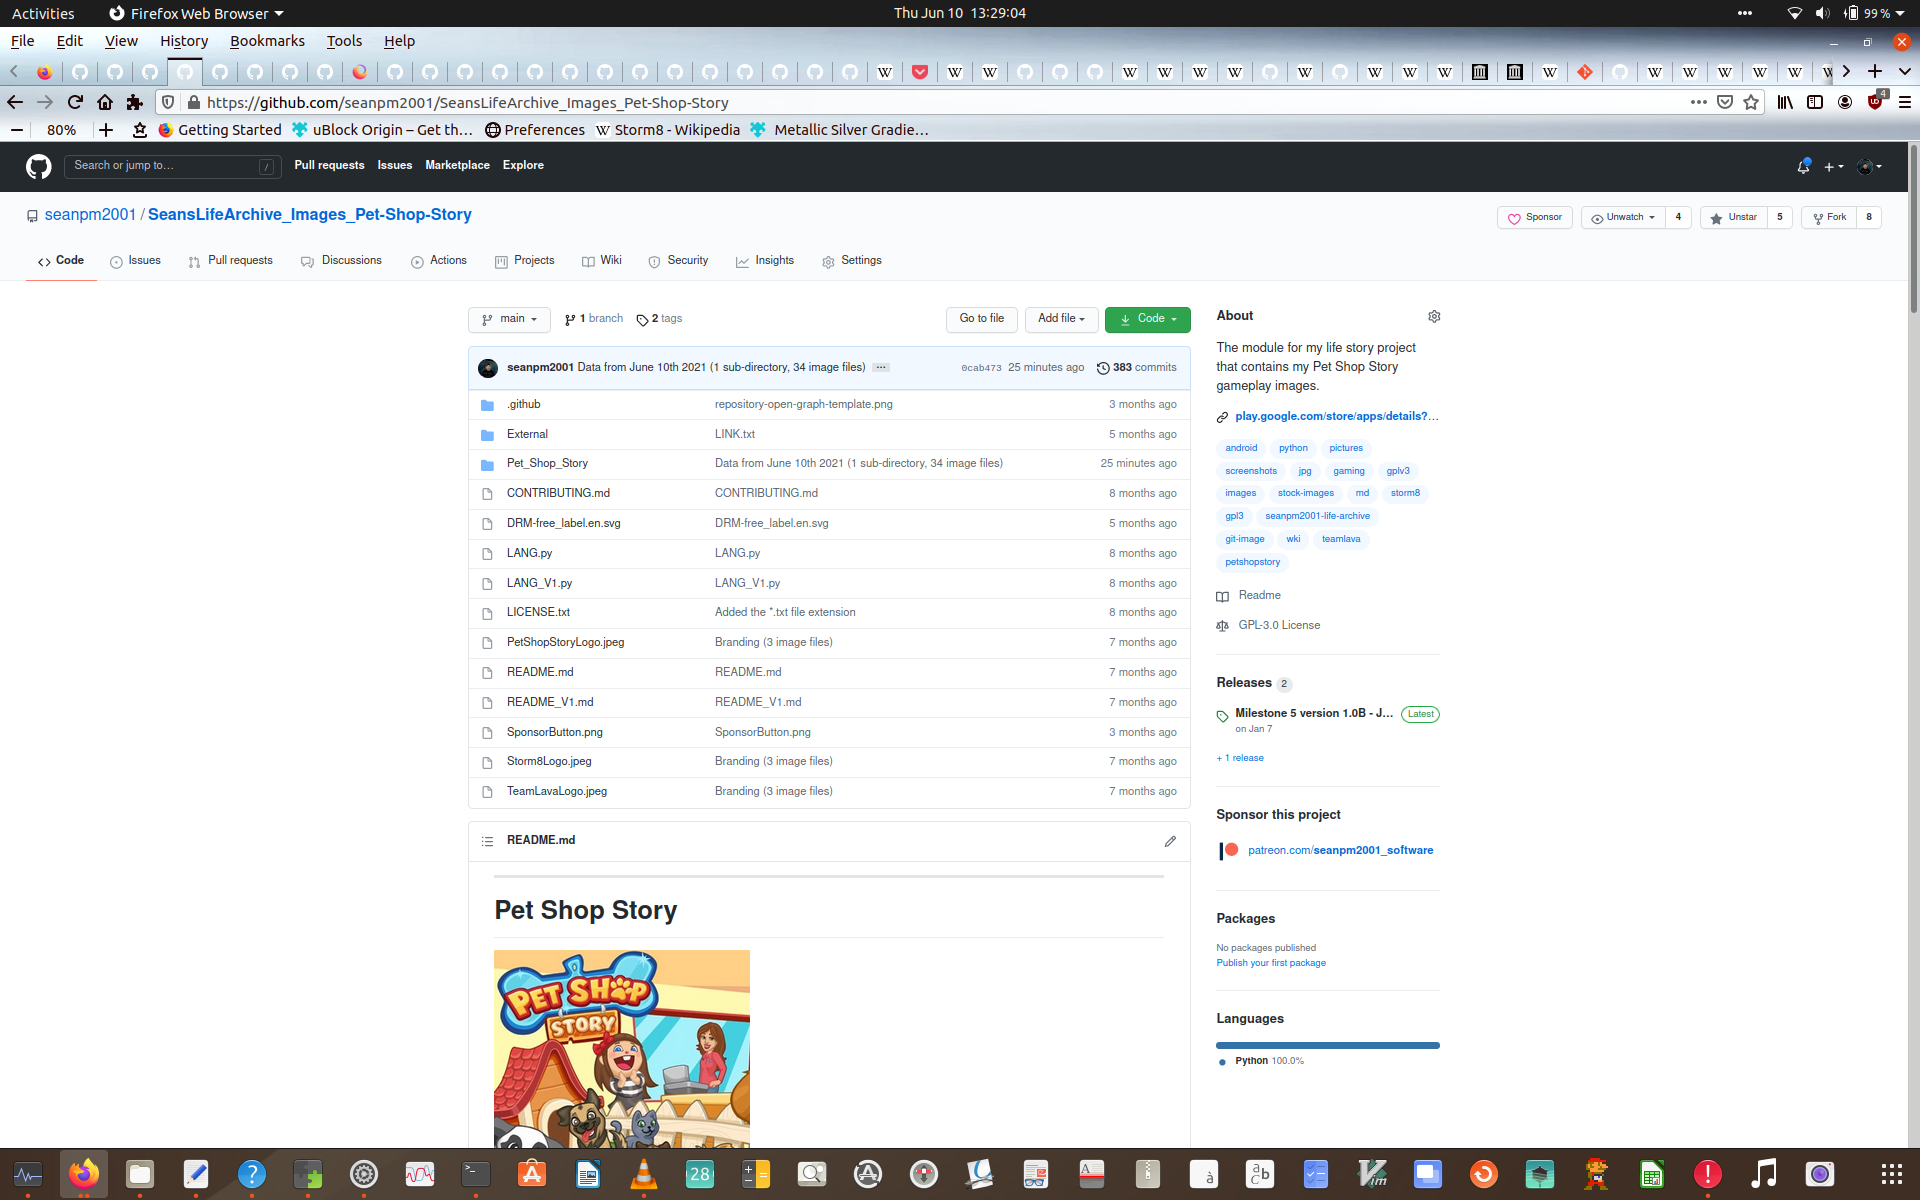 Activities Firefox Web Browser Thu Jun 10 13:29:04 99 %
File Edit View History Bookmarks Tools Help
https://github.com/seanpm2001/SeansLifeArchive_Images_Pet-Shop-Story 4
80% Getting Started uBlock Origin – Get th… Preferences Storm8 - Wikipedia Metallic Silver Gradie…
Search or jump to… / Pull requests Issues Marketplace Explore
seanpm2001 / SeansLifeArchive_Images_Pet-Shop-Story Sponsor Unwatch 4 Unstar 5 Fork 8
Code Issues Pull requests Discussions Actions Projects Wiki Security Insights Settings
main 1 branch 2 tags Go to file Add file Code
seanpm2001 Data from June 10th 2021 (1 sub-directory, 34 image files) … 0cab473 25 minutes ago 383 commits
.github repository-open-graph-template.png 3 months ago
External LINK.txt 5 months ago
Pet_Shop_Story Data from June 10th 2021 (1 sub-directory, 34 image files) 25 minutes ago
CONTRIBUTING.md CONTRIBUTING.md 8 months ago
DRM-free_label.en.svg DRM-free_label.en.svg 5 months ago
LANG.py LANG.py 8 months ago
LANG_V1.py LANG_V1.py 8 months ago
LICENSE.txt Added the *.txt file extension 8 months ago
PetShopStoryLogo.jpeg Branding (3 image files) 7 months ago
README.md README.md 7 months ago
README_V1.md README_V1.md 7 months ago
SponsorButton.png SponsorButton.png 3 months ago
Storm8Logo.jpeg Branding (3 image files) 7 months ago
TeamLavaLogo.jpeg Branding (3 image files) 7 months ago
README.md
Pet Shop Story
PET SHOP
STORY
About
The module for my life story project
that contains my Pet Shop Story
gameplay images.
play.google.com/store/apps/details?…
android python pictures
screenshots jpg gaming gplv3
images stock-images md storm8
gpl3 seanpm2001-life-archive
git-image wki teamlava
petshopstory
Readme
GPL-3.0 License
Releases 2
Milestone 5 version 1.0B - J… Latest
on Jan 7
+ 1 release
Sponsor this project
patreon.com/seanpm2001_software
Packages
No packages published
Publish your first package
Languages
Python 100.0%
28